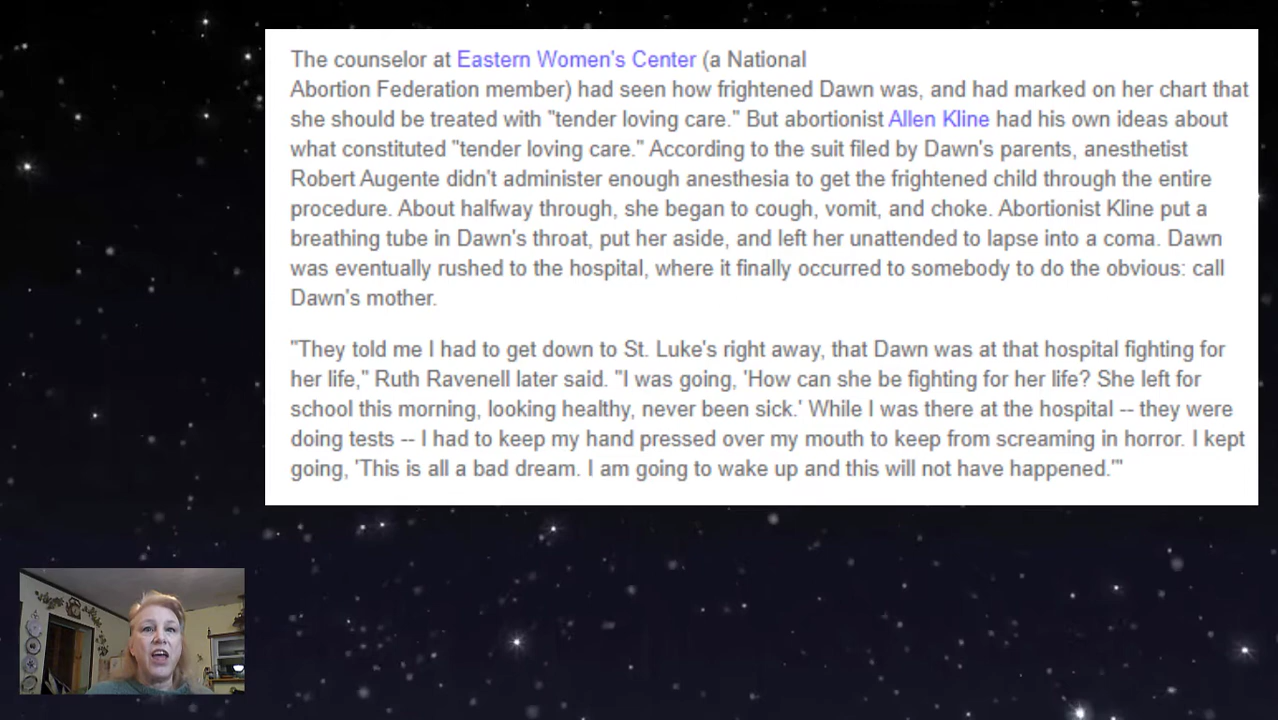 The counselor at Eastern Women's Center (a National
Abortion Federation member) had seen how frightened Dawn was, and had marked on her chart that
she should be treated with "tender loving care." But abortionist Allen Kline had his own ideas about
what constituted "tender loving care." According to the suit filed by Dawn's parents, anesthetist
Robert Augente didn't administer enough anesthesia to get the frightened child through the entire
procedure. About halfway through, she began to cough, vomit, and choke. Abortionist Kline put a
breathing tube in Dawn's throat, put her aside, and left her unattended to lapse into a coma. Dawn
was eventually rushed to the hospital, where it finally occurred to somebody to do the obvious: call
Dawn's mother.
"They told me I had to get down to St. Luke's right away, that Dawn was at that hospital fighting for
her life," Ruth Ravenell later said. "I was going, 'How can she be fighting for her life? She left for
school this morning, looking healthy, never been sick.' While I was there at the hospital -- they were
doing tests -- I had to keep my hand pressed over my mouth to keep from screaming in horror. I kept
going, 'This is all a bad dream. I am going to wake up and this will not have happened.'"